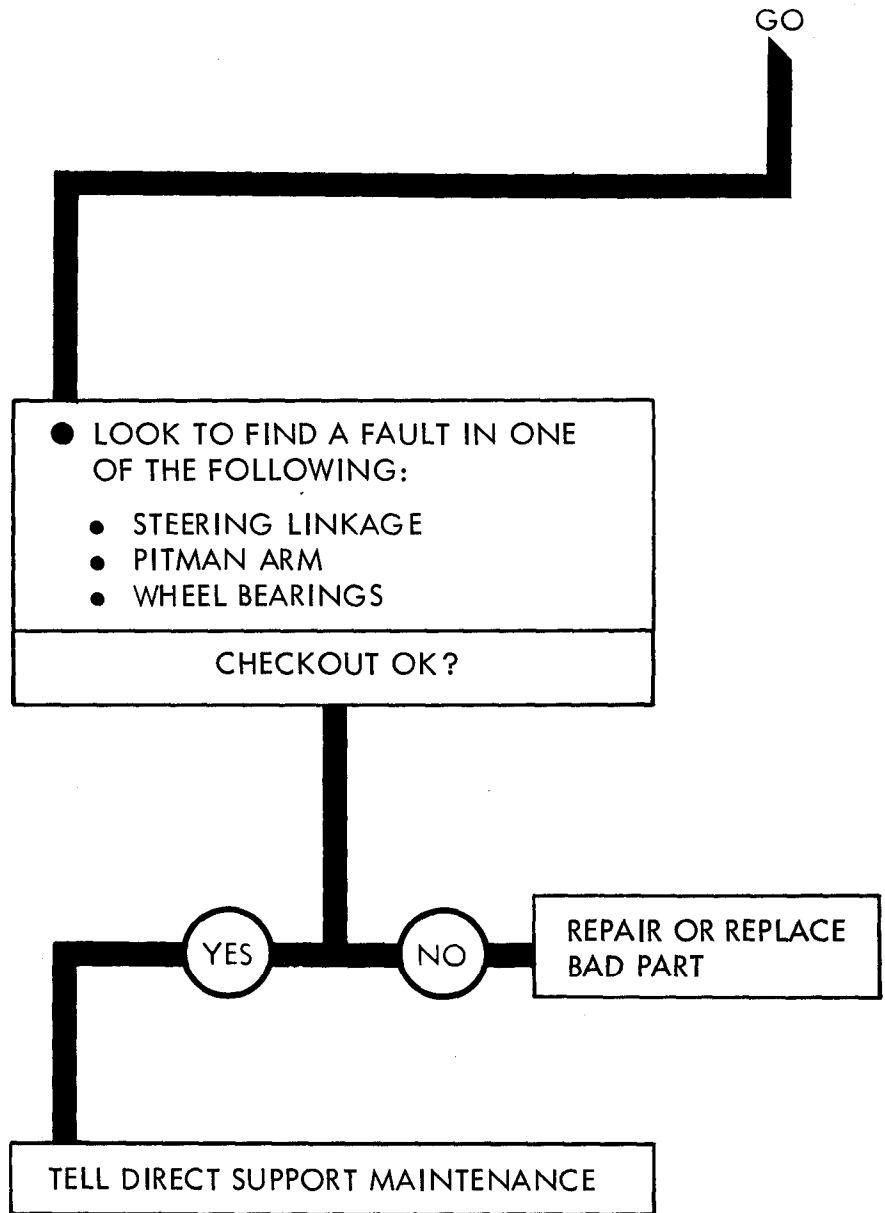 GO
● LOOK TO FIND A FAULT IN ONE
OF THE FOLLOWING:
● STEERING LINKAGE
● PITMAN ARM
● WHEEL BEARINGS
CHECKOUT OK?
YES
NO
REPAIR OR REPLACE
BAD PART
TELL DIRECT SUPPORT MAINTENANCE